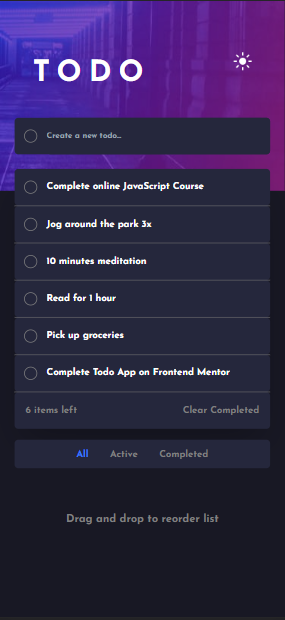 TODO
Create a new todo...
Complete online JavaScript Course
Jog around the park 3x
10 minutes meditation
Read for 1 hour
Pick up groceries
Complete Todo App on Frontend Mentor
6 items left Clear Completed
All Active Completed
Drag and drop to reorder list